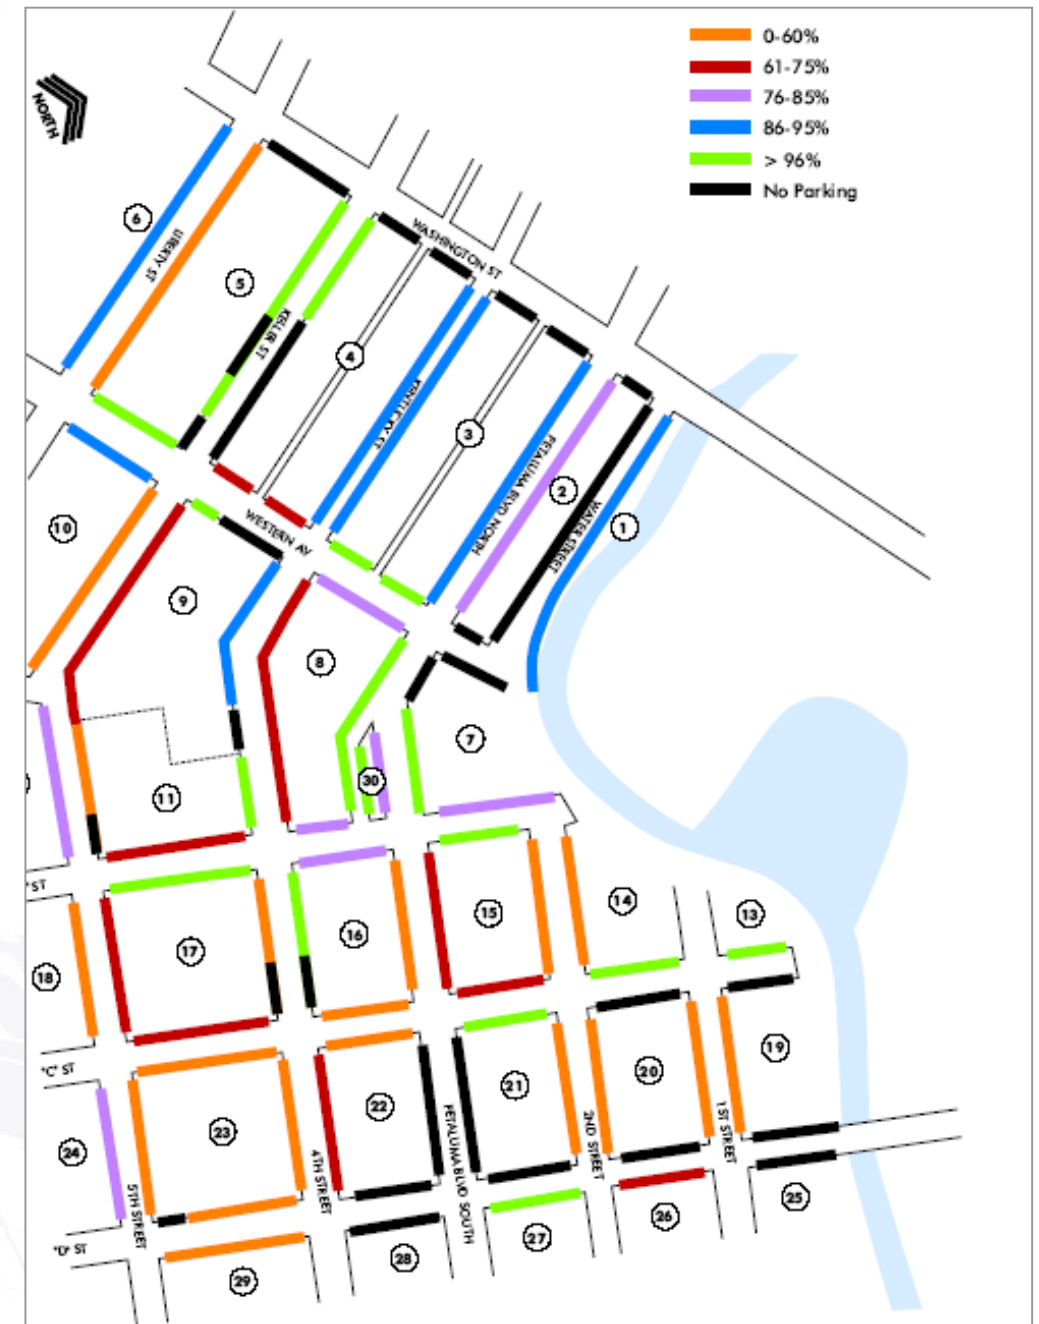 0-60%
61-75%
76-85%
86-95%
> 96%
No Parking
NORTH
WASHINGTON ST
LIBERTY ST
KELLER ST
KENTUCKY ST
PETALUMA BLVD NORTH
WATER STREET
WESTERN AV
6
5
4
3
2
1
10
9
8
7
30
11
14
13
15
16
17
18
ST
"C" ST
19
20
21
22
23
24
PETALUMA BLVD SOUTH
2ND STREET
1ST STREET
4TH STREET
5TH STREET
"D" ST
25
26
27
28
29